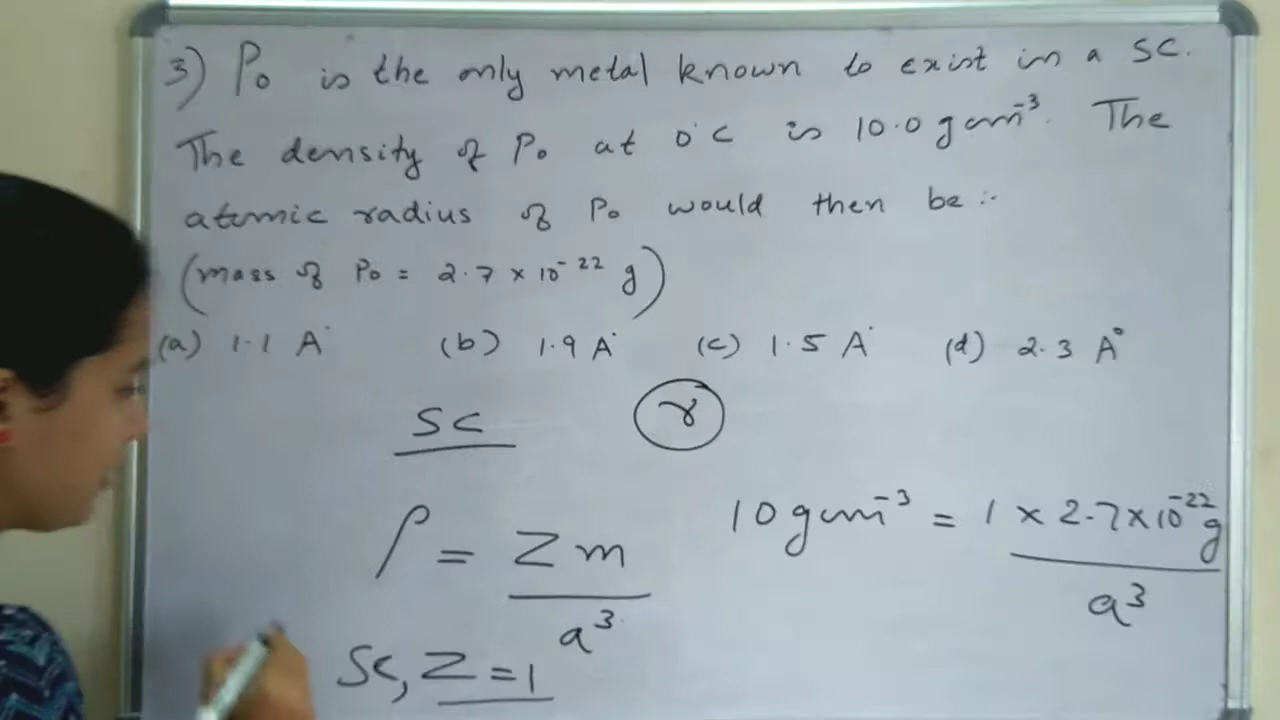 3) Po is the only metal known to exist in a SC.
The density of Po at 0°C is 10.0 g cm⁻³. The
atomic radius of Po would then be :-
(mass of Po = 2.7 × 10⁻²² g)
(a) 1.1 A° (b) 1.9 A° (c) 1.5 A° (d) 2.3 A°
SC r
ρ = Zm / a³
10 g cm⁻³ = 1 × 2.7 × 10⁻²² g / a³
SC, Z = 1